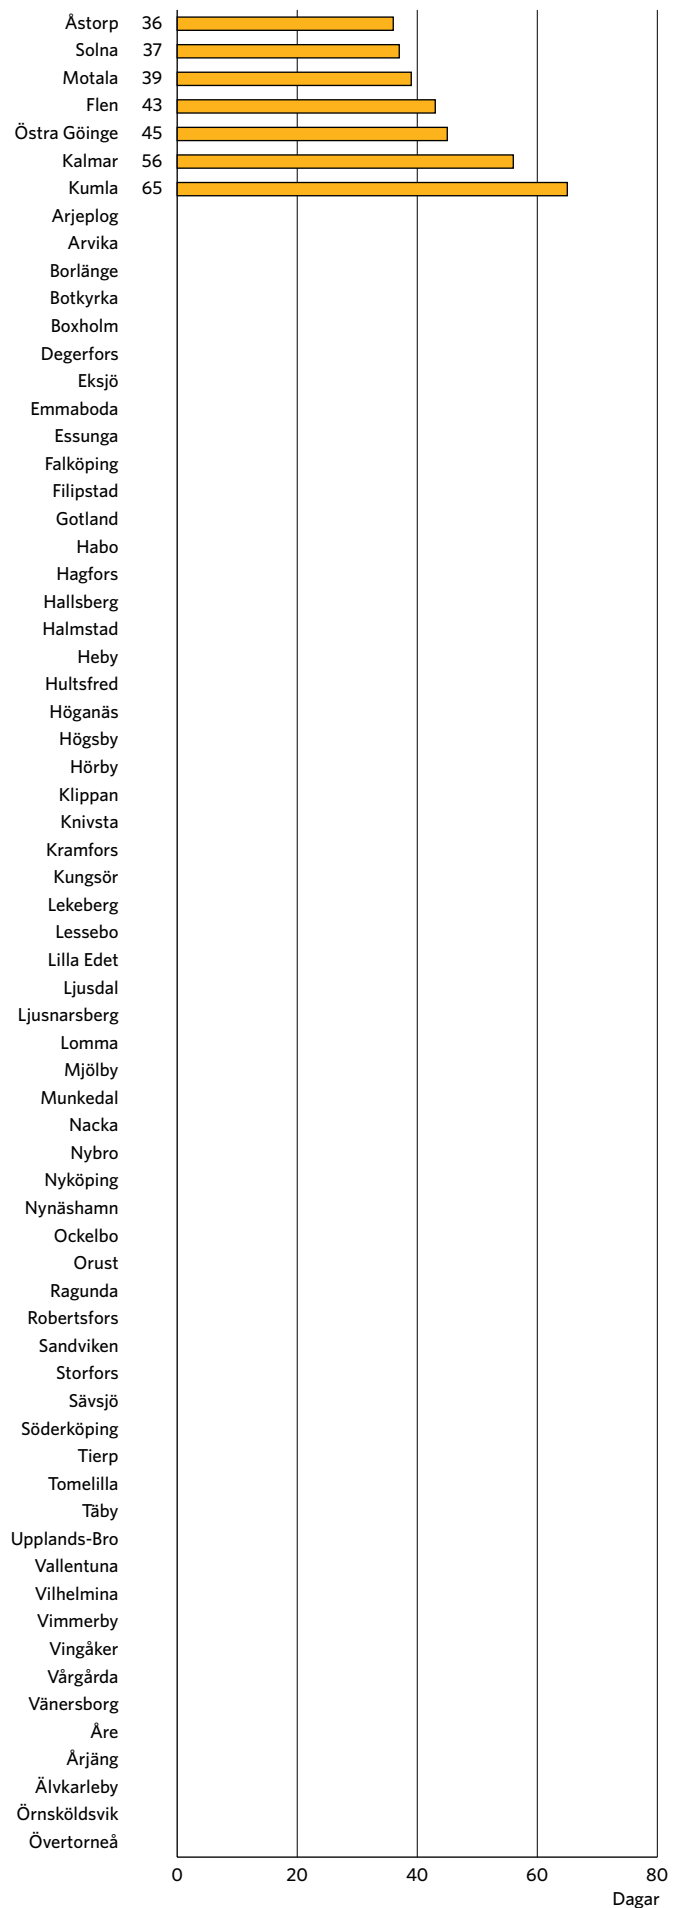 Åstorp 36
Solna 37
Motala 39
Flen 43
Östra Göinge 45
Kalmar 56
Kumla 65
Arjeplog
Arvika
Borlänge
Botkyrka
Boxholm
Degerfors
Eksjö
Emmaboda
Essunga
Falköping
Filipstad
Gotland
Habo
Hagfors
Hallsberg
Halmstad
Heby
Hultsfred
Höganäs
Högsby
Hörby
Klippan
Knivsta
Kramfors
Kungsör
Lekeberg
Lessebo
Lilla Edet
Ljusdal
Ljusnarsberg
Lomma
Mjölby
Munkedal
Nacka
Nybro
Nyköping
Nynäshamn
Ockelbo
Orust
Ragunda
Robertsfors
Sandviken
Storfors
Sävsjö
Söderköping
Tierp
Tomelilla
Täby
Upplands-Bro
Vallentuna
Vilhelmina
Vimmerby
Vingåker
Vårgårda
Vänersborg
Åre
Årjäng
Älvkarleby
Örnsköldsvik
Övertorneå
0 20 40 60 80
Dagar